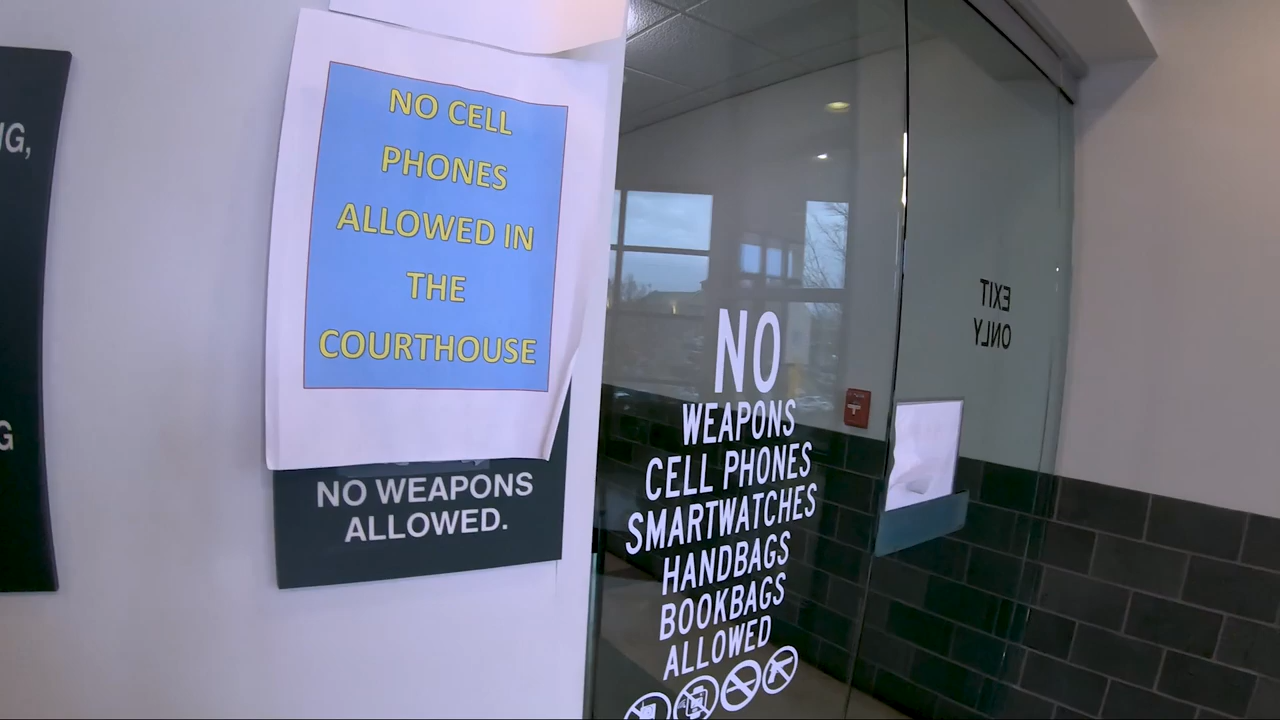 NG,
G
NO CELL
PHONES
ALLOWED IN
THE
COURTHOUSE
NO WEAPONS
ALLOWED.
NO
WEAPONS
CELL PHONES
SMARTWATCHES
HANDBAGS
BOOKBAGS
ALLOWED
EXIT
ONLY